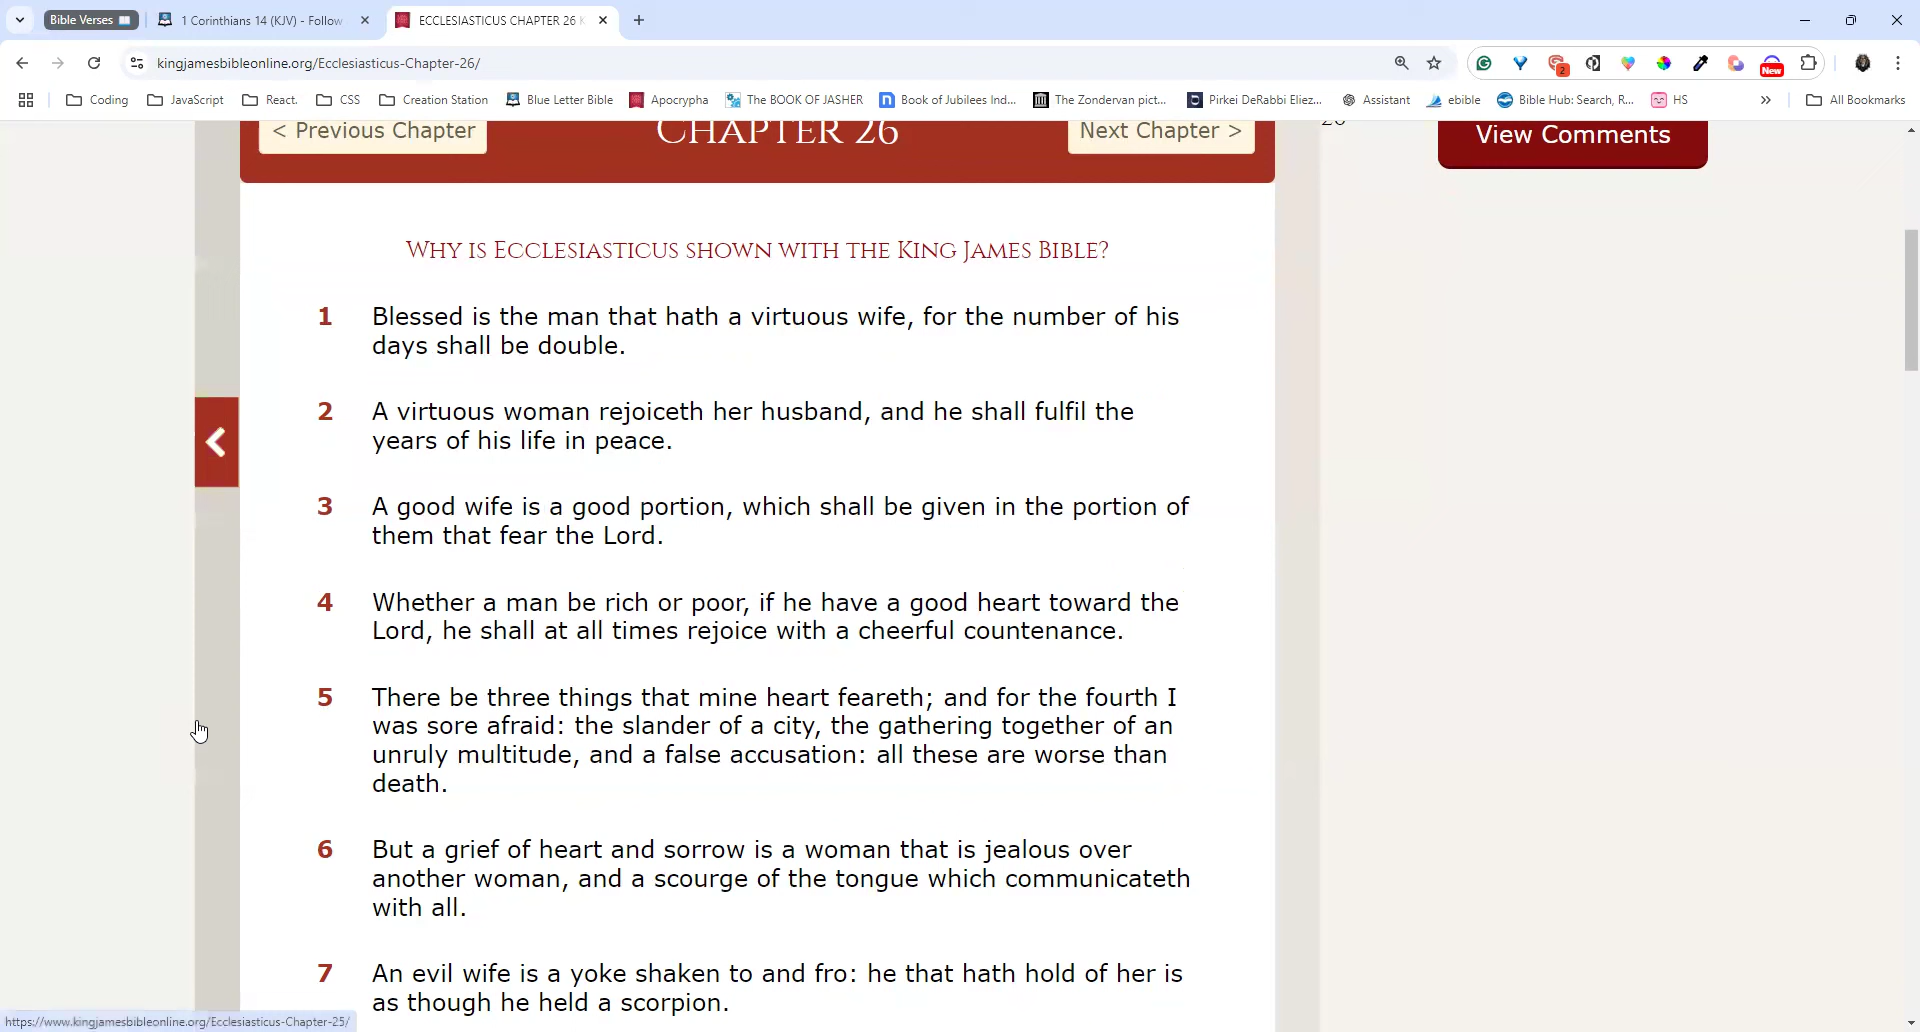 Bible Verses
1 Corinthians 14 (KJV) - Follow
ECCLESIASTICUS CHAPTER 26 K
kingjamesbibleonline.org/Ecclesiasticus-Chapter-26/
2
New
Coding
JavaScript
React.
CSS
Creation Station
Blue Letter Bible
Apocrypha
The BOOK OF JASHER
Book of Jubilees Ind...
The Zondervan pict...
Pirkei DeRabbi Eliez...
Assistant
ebible
Bible Hub: Search, R...
HS
All Bookmarks
< Previous Chapter
CHAPTER 26
Next Chapter >
26
View Comments
WHY IS ECCLESIASTICUS SHOWN WITH THE KING JAMES BIBLE?
1 Blessed is the man that hath a virtuous wife, for the number of his
days shall be double.
2 A virtuous woman rejoiceth her husband, and he shall fulfil the
years of his life in peace.
3 A good wife is a good portion, which shall be given in the portion of
them that fear the Lord.
4 Whether a man be rich or poor, if he have a good heart toward the
Lord, he shall at all times rejoice with a cheerful countenance.
5 There be three things that mine heart feareth; and for the fourth I
was sore afraid: the slander of a city, the gathering together of an
unruly multitude, and a false accusation: all these are worse than
death.
6 But a grief of heart and sorrow is a woman that is jealous over
another woman, and a scourge of the tongue which communicateth
with all.
7 An evil wife is a yoke shaken to and fro: he that hath hold of her is
as though he held a scorpion.
https://www.kingjamesbibleonline.org/Ecclesiasticus-Chapter-25/